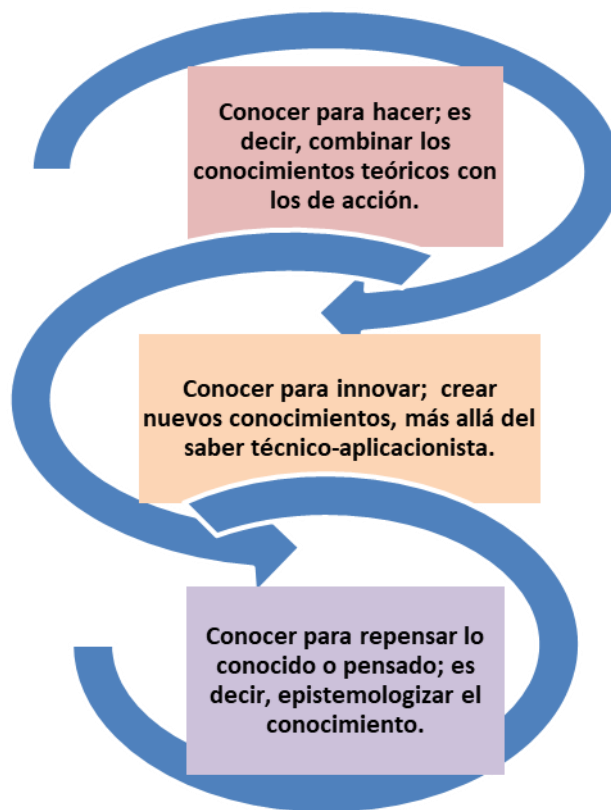 Conocer para hacer; es
decir, combinar los
conocimientos teóricos con
los de acción.
Conocer para innovar; crear
nuevos conocimientos, más allá del
saber técnico-aplicacionista.
Conocer para repensar lo
conocido o pensado; es
decir, epistemologizar el
conocimiento.